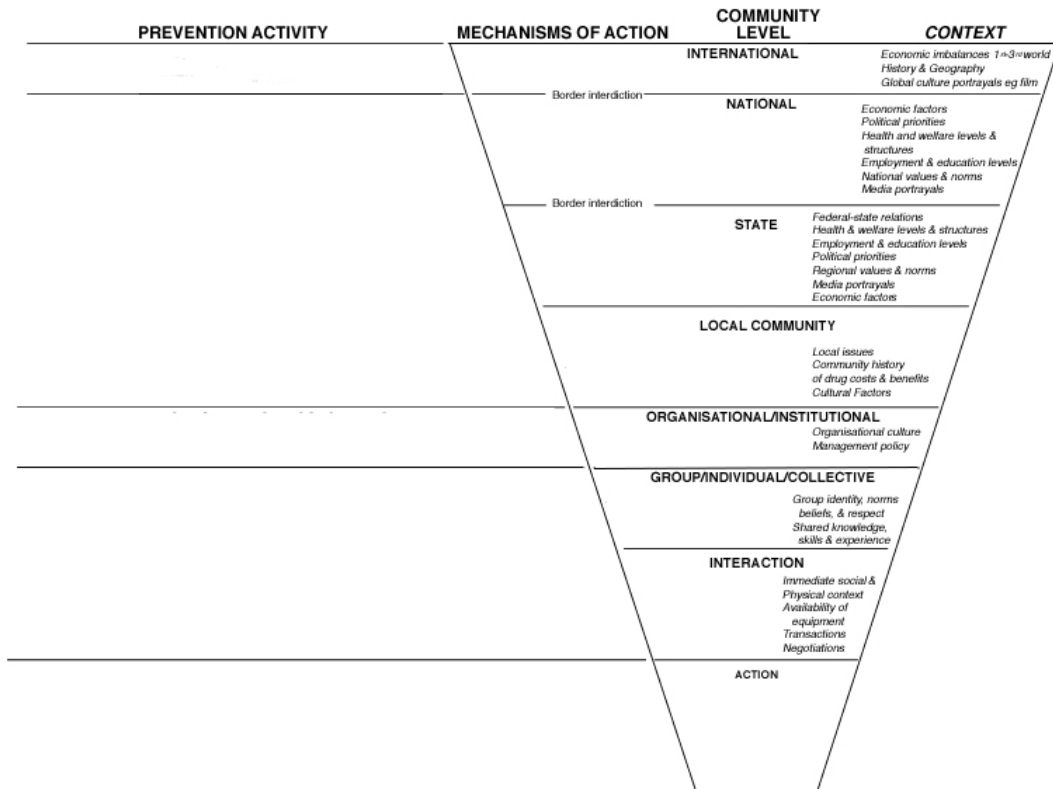 PREVENTION ACTIVITY
MECHANISMS OF ACTION
COMMUNITY
LEVEL
CONTEXT
INTERNATIONAL
Economic imbalances 1st-3rd world
History & Geography
Global culture portrayals eg film
Border interdiction
NATIONAL
Economic factors
Political priorities
Health and welfare levels &
structures
Employment & education levels
National values & norms
Media portrayals
Border interdiction
STATE
Federal-state relations
Health & welfare levels & structures
Employment & education levels
Political priorities
Regional values & norms
Media portrayals
Economic factors
LOCAL COMMUNITY
Local issues
Community history
of drug costs & benefits
Cultural Factors
ORGANISATIONAL/INSTITUTIONAL
Organisational culture
Management policy
GROUP/INDIVIDUAL/COLLECTIVE
Group identity, norms
beliefs, & respect
Shared knowledge,
skills & experience
INTERACTION
Immediate social &
Physical context
Availability of
equipment
Transactions
Negotiations
ACTION